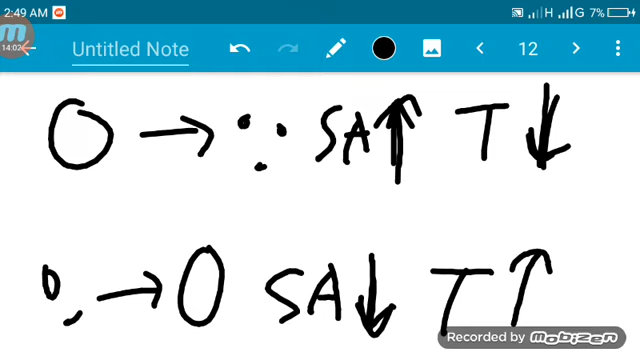 2:49 AM H G 7%
14:02 Untitled Note 12
O → SA↑ T↓
→ O SA↓ T↑
Recorded by mobizen